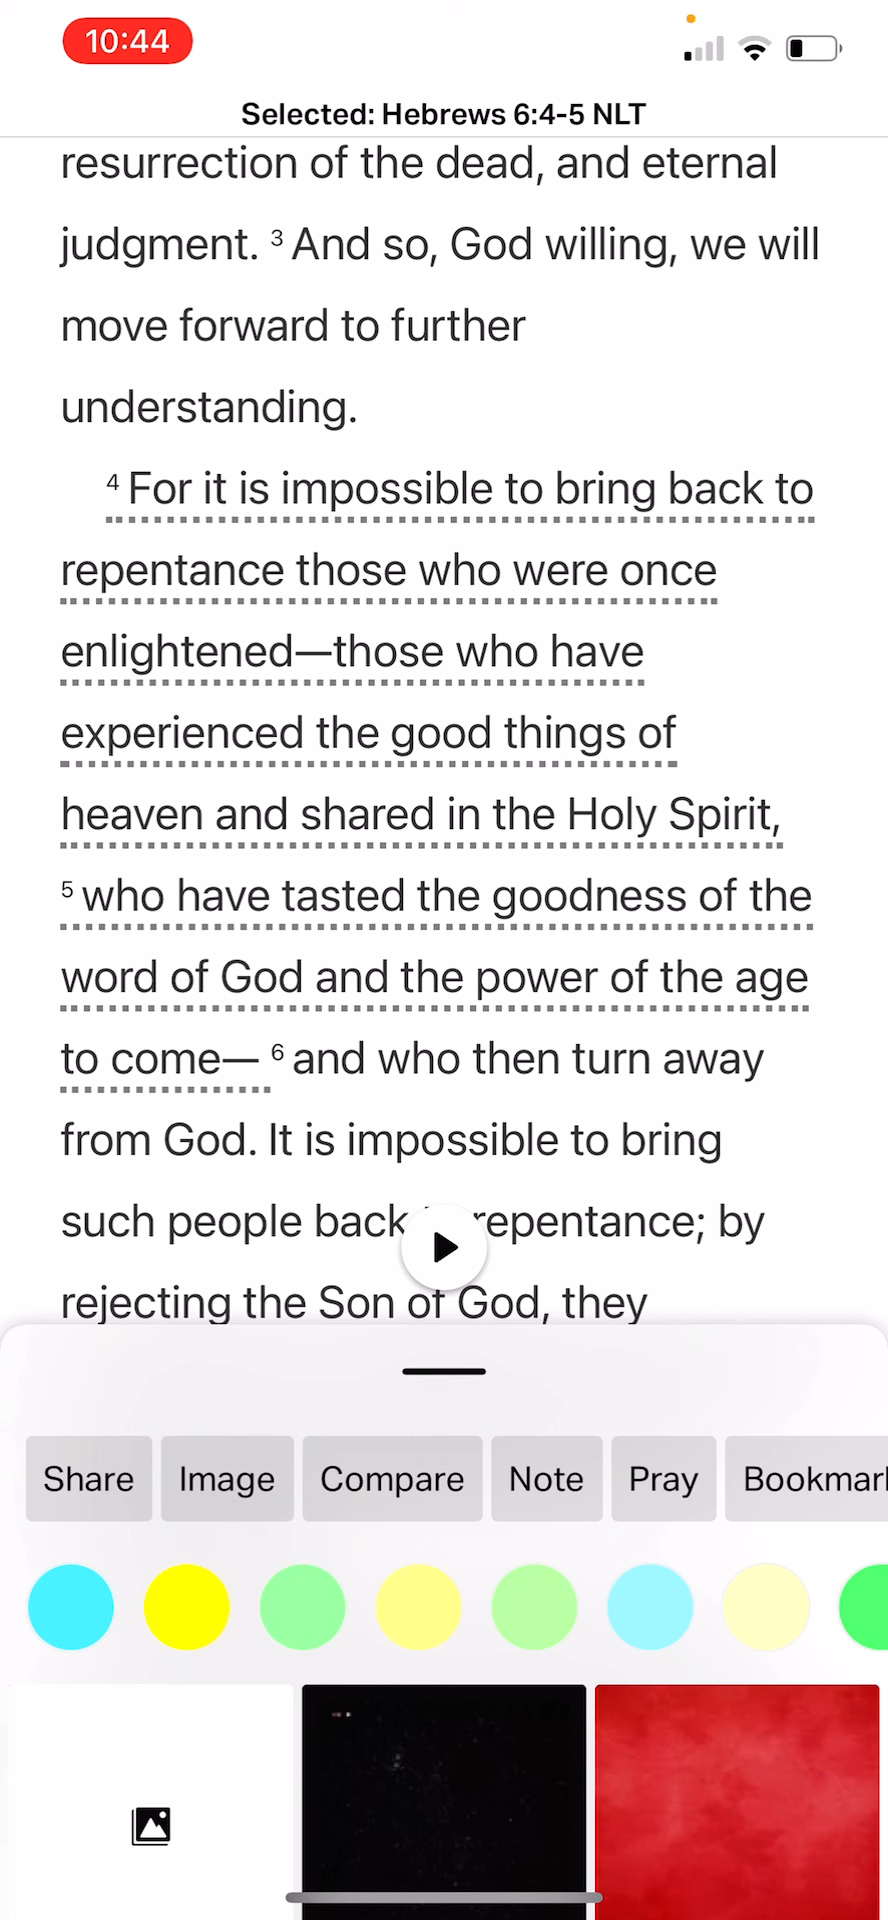 10:44
Selected: Hebrews 6:4-5 NLT
resurrection of the dead, and eternal
judgment. 3 And so, God willing, we will
move forward to further
understanding.
4 For it is impossible to bring back to
repentance those who were once
enlightened—those who have
experienced the good things of
heaven and shared in the Holy Spirit,
5 who have tasted the goodness of the
word of God and the power of the age
to come— 6 and who then turn away
from God. It is impossible to bring
such people back repentance; by
rejecting the Son of God, they
Share Image Compare Note Pray Bookmark